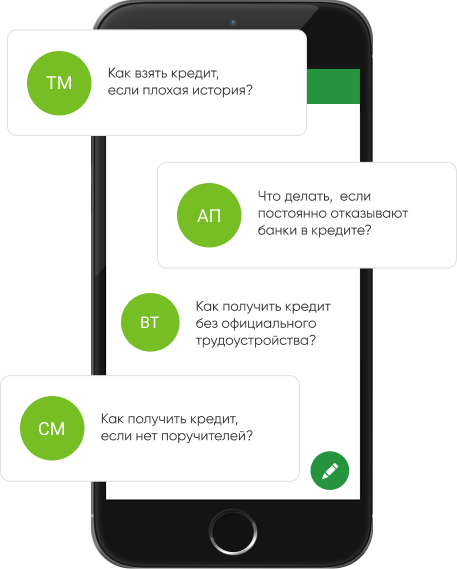 ТМ
Как взять кредит,
если плохая история?
АП
Что делать, если
постоянно отказывают
банки в кредите?
ВТ
Как получить кредит
без официального
трудоустройства?
СМ
Как получить кредит,
если нет поручителей?